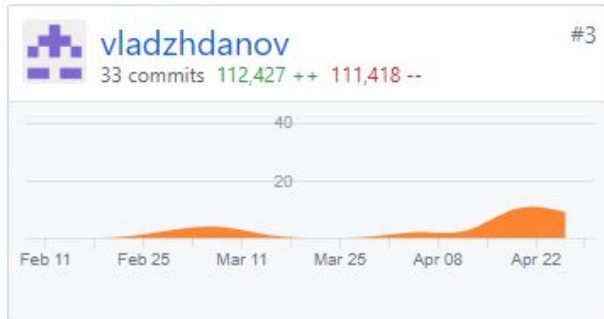 vladzhdanov
#3
33 commits 112,427 ++ 111,418 --
40
20
Feb 11 Feb 25 Mar 11 Mar 25 Apr 08 Apr 22